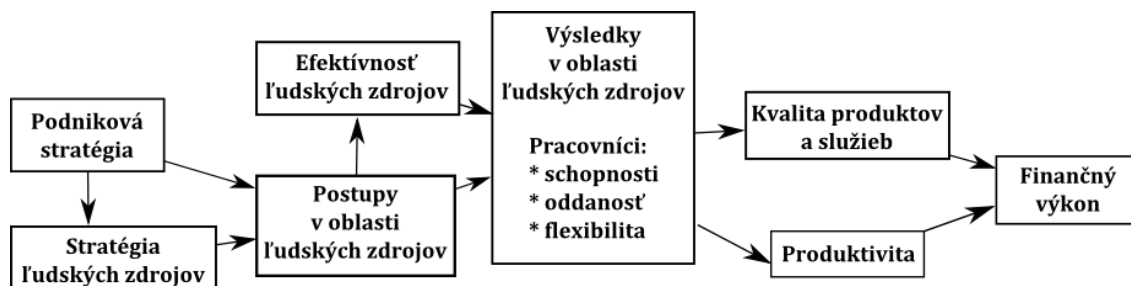 Podniková
stratégia
Stratégia
ľudských zdrojov
Efektívnosť
ľudských zdrojov
Postupy
v oblasti
ľudských zdrojov
Výsledky
v oblasti
ľudských zdrojov
Pracovníci:
* schopnosti
* oddanosť
* flexibilita
Kvalita produktov
a služieb
Produktivita
Finančný
výkon